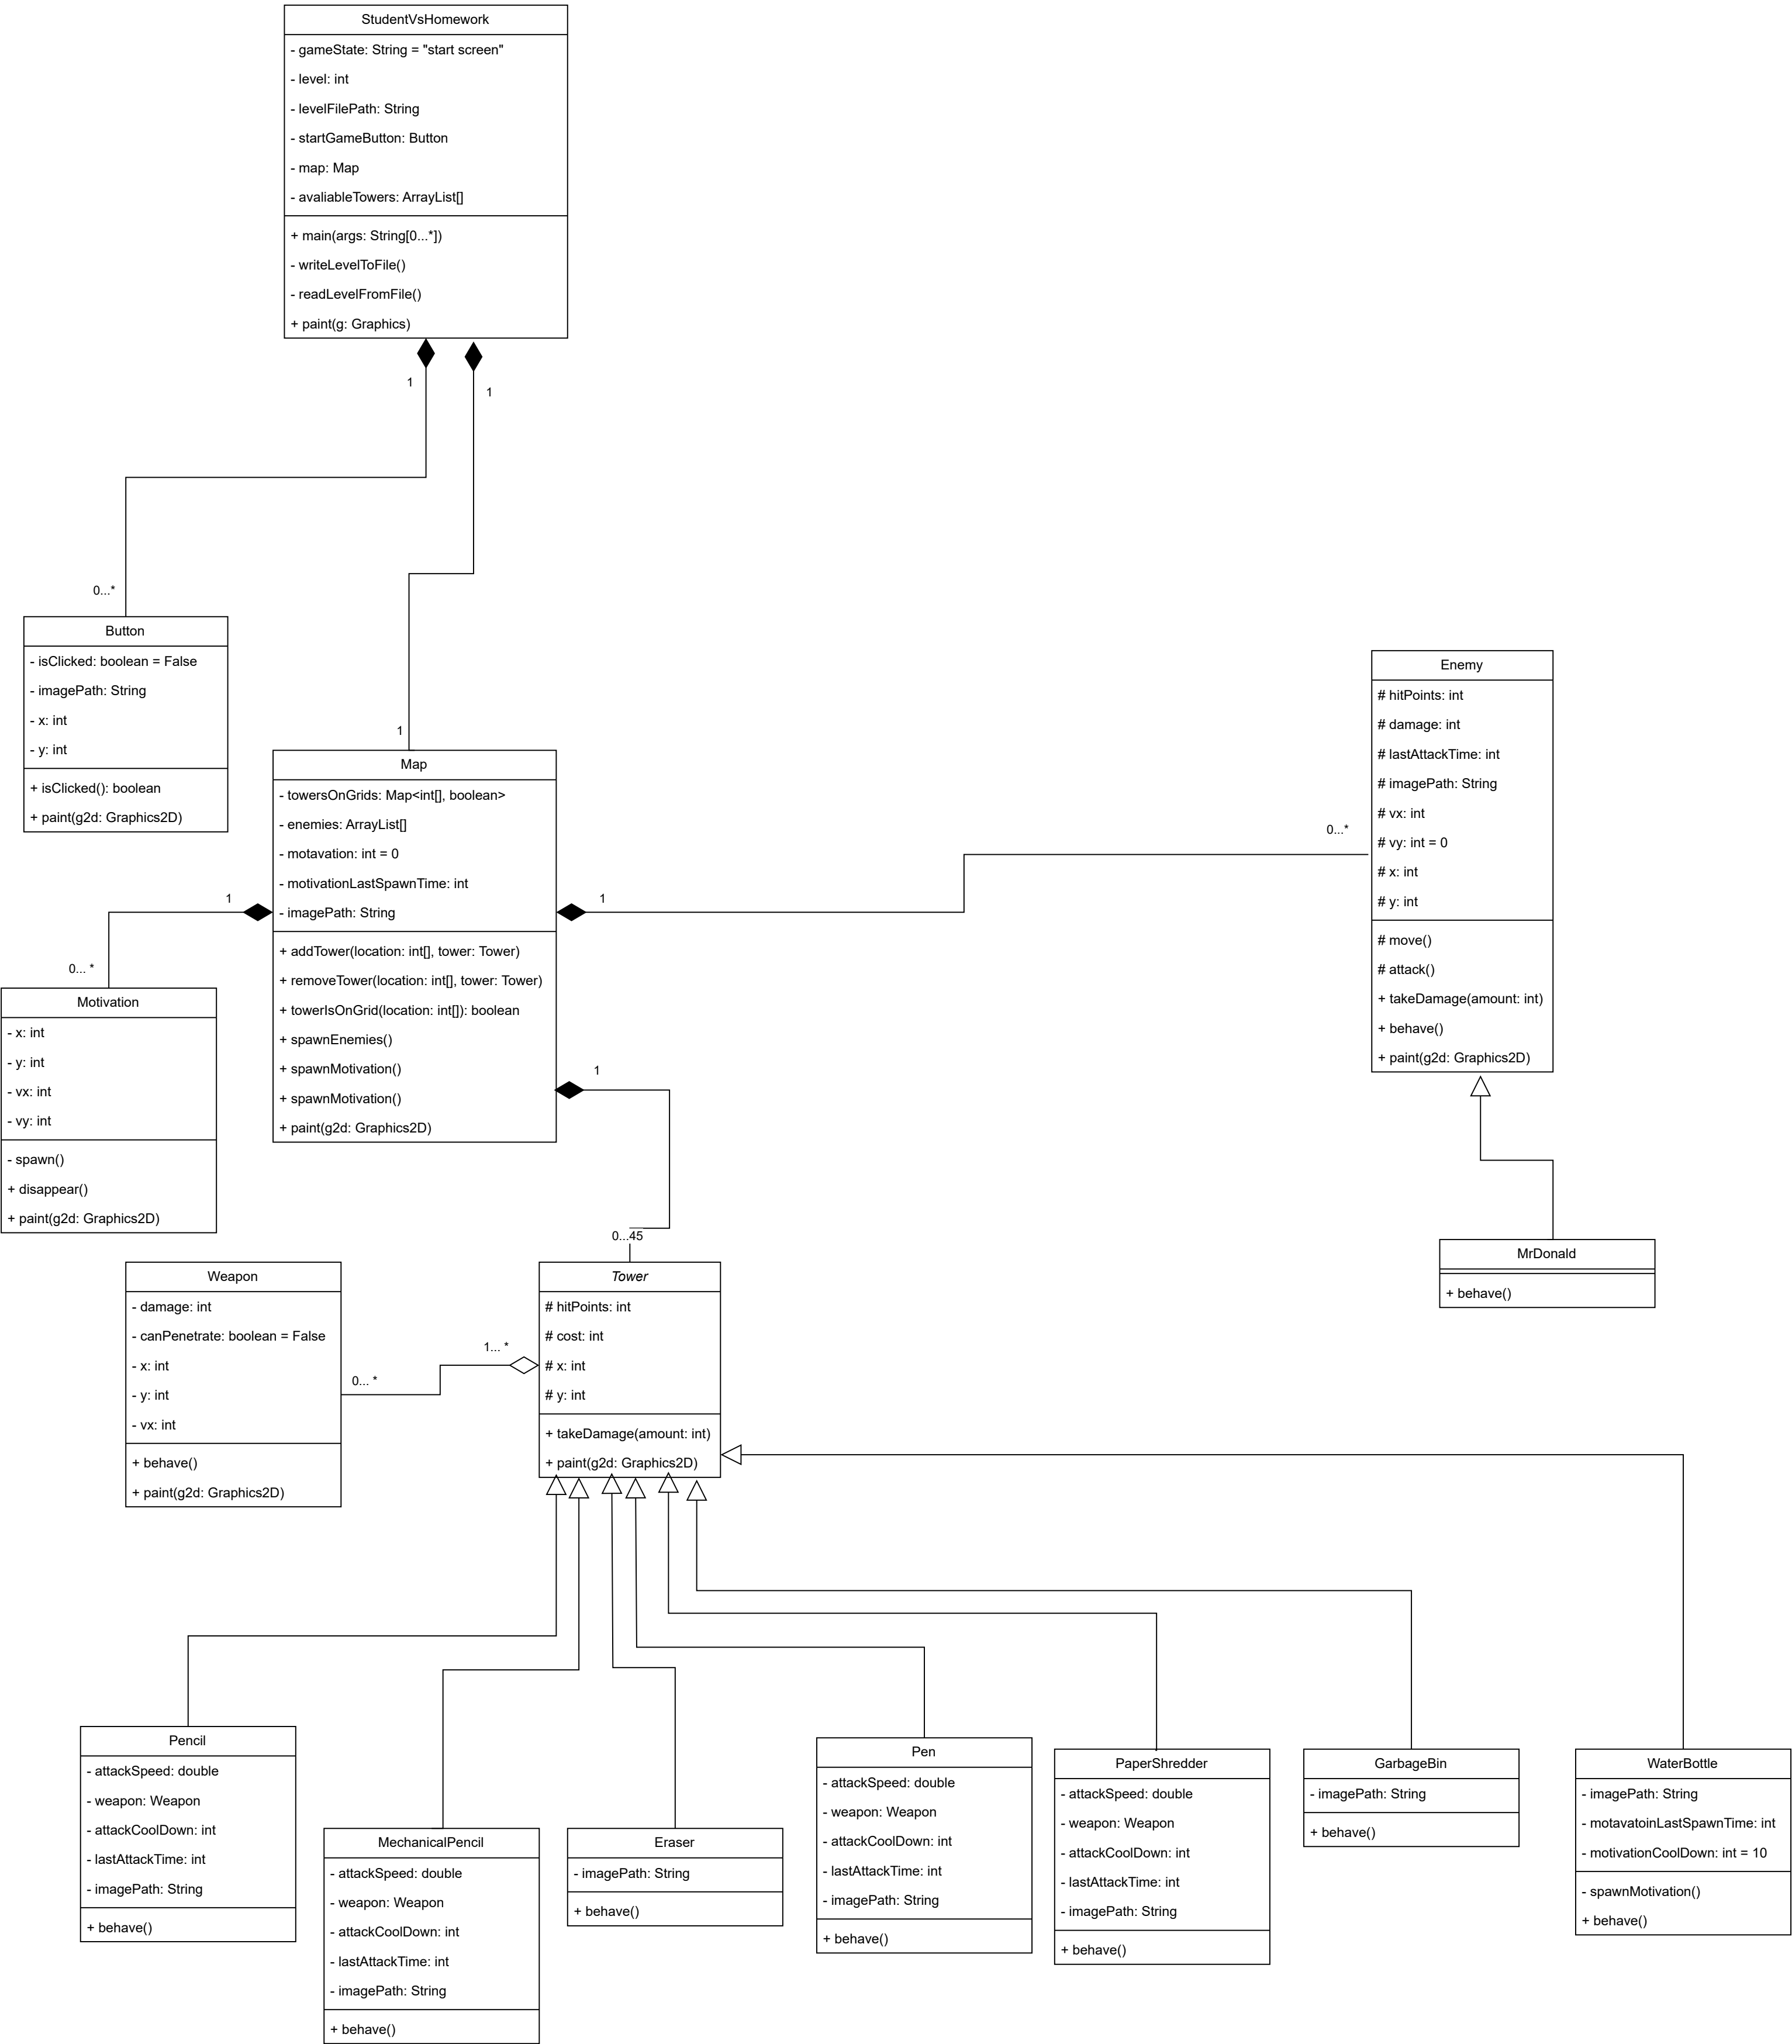 StudentVsHomework
- gameState: String = "start screen"
- level: int
- levelFilePath: String
- startGameButton: Button
- map: Map
- avaliableTowers: ArrayList[]
+ main(args: String[0...*])
- writeLevelToFile()
- readLevelFromFile()
+ paint(g: Graphics)
1
1
0...*
Button
- isClicked: boolean = False
- imagePath: String
- x: int
- y: int
+ isClicked(): boolean
+ paint(g2d: Graphics2D)
1
Map
- towersOnGrids: Map<int[], boolean>
- enemies: ArrayList[]
- motavation: int = 0
- motivationLastSpawnTime: int
- imagePath: String
+ addTower(location: int[], tower: Tower)
+ removeTower(location: int[], tower: Tower)
+ towerIsOnGrid(location: int[]): boolean
+ spawnEnemies()
+ spawnMotivation()
+ spawnMotivation()
+ paint(g2d: Graphics2D)
1
0...*
Enemy
# hitPoints: int
# damage: int
# lastAttackTime: int
# imagePath: String
# vx: int
# vy: int = 0
# x: int
# y: int
# move()
# attack()
+ takeDamage(amount: int)
+ behave()
+ paint(g2d: Graphics2D)
MrDonald
+ behave()
1
0... *
Motivation
- x: int
- y: int
- vx: int
- vy: int
- spawn()
+ disappear()
+ paint(g2d: Graphics2D)
1
0...45
Weapon
- damage: int
- canPenetrate: boolean = False
- x: int
- y: int
- vx: int
+ behave()
+ paint(g2d: Graphics2D)
0... *
1... *
Tower
# hitPoints: int
# cost: int
# x: int
# y: int
+ takeDamage(amount: int)
+ paint(g2d: Graphics2D)
Pencil
- attackSpeed: double
- weapon: Weapon
- attackCoolDown: int
- lastAttackTime: int
- imagePath: String
+ behave()
MechanicalPencil
- attackSpeed: double
- weapon: Weapon
- attackCoolDown: int
- lastAttackTime: int
- imagePath: String
+ behave()
Eraser
- imagePath: String
+ behave()
Pen
- attackSpeed: double
- weapon: Weapon
- attackCoolDown: int
- lastAttackTime: int
- imagePath: String
+ behave()
PaperShredder
- attackSpeed: double
- weapon: Weapon
- attackCoolDown: int
- lastAttackTime: int
- imagePath: String
+ behave()
GarbageBin
- imagePath: String
+ behave()
WaterBottle
- imagePath: String
- motavatoinLastSpawnTime: int
- motivationCoolDown: int = 10
- spawnMotivation()
+ behave()